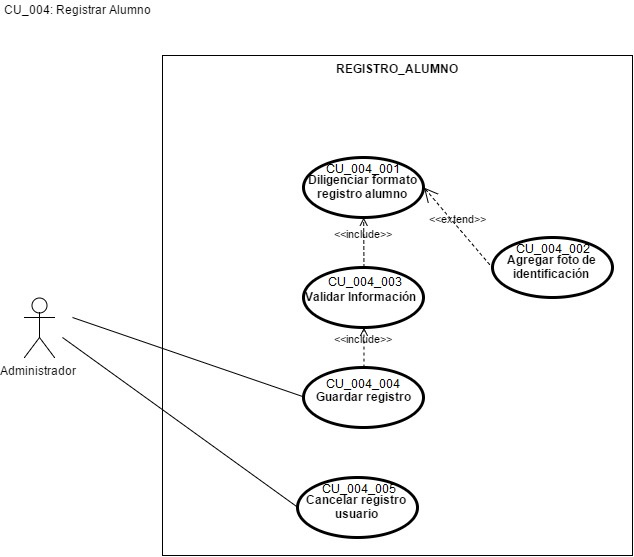 CU_004: Registrar Alumno
REGISTRO_ALUMNO
CU_004_001
Diligenciar formato
registro alumno
<<extend>>
<<include>>
CU_004_002
Agregar foto de
identificación
CU_004_003
Validar Información
<<include>>
Administrador
CU_004_004
Guardar registro
CU_004_005
Cancelar registro
usuario